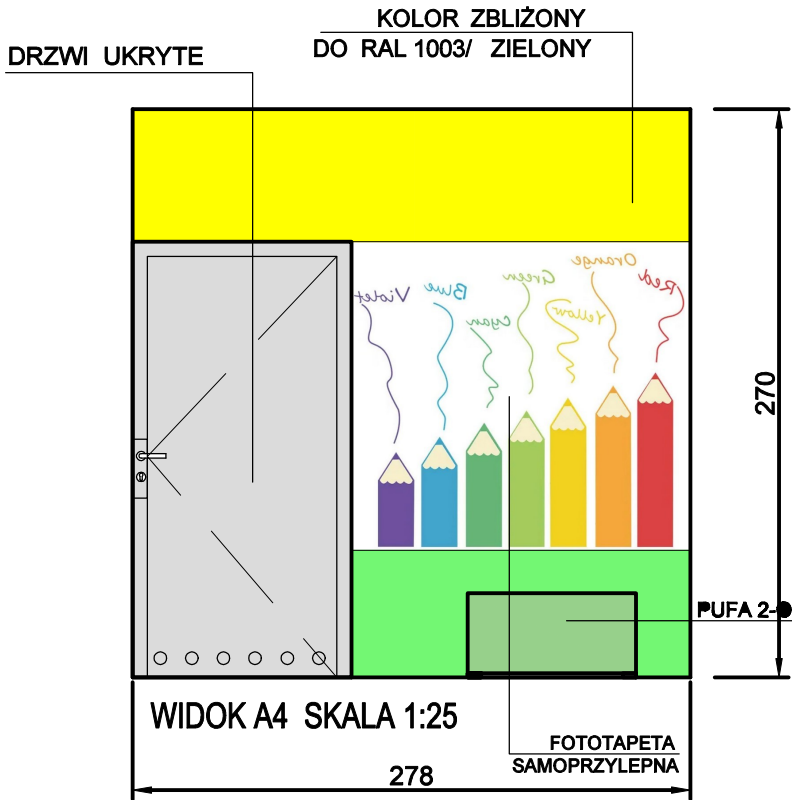 KOLOR ZBLIŻONY
DO RAL 1003/ ZIELONY
DRZWI UKRYTE
Orange
Green
Red
Blue
Violet
Yellow
Cyan
270
PUFA 2-
WIDOK A4 SKALA 1:25
FOTOTAPETA
SAMOPRZYLEPNA
278